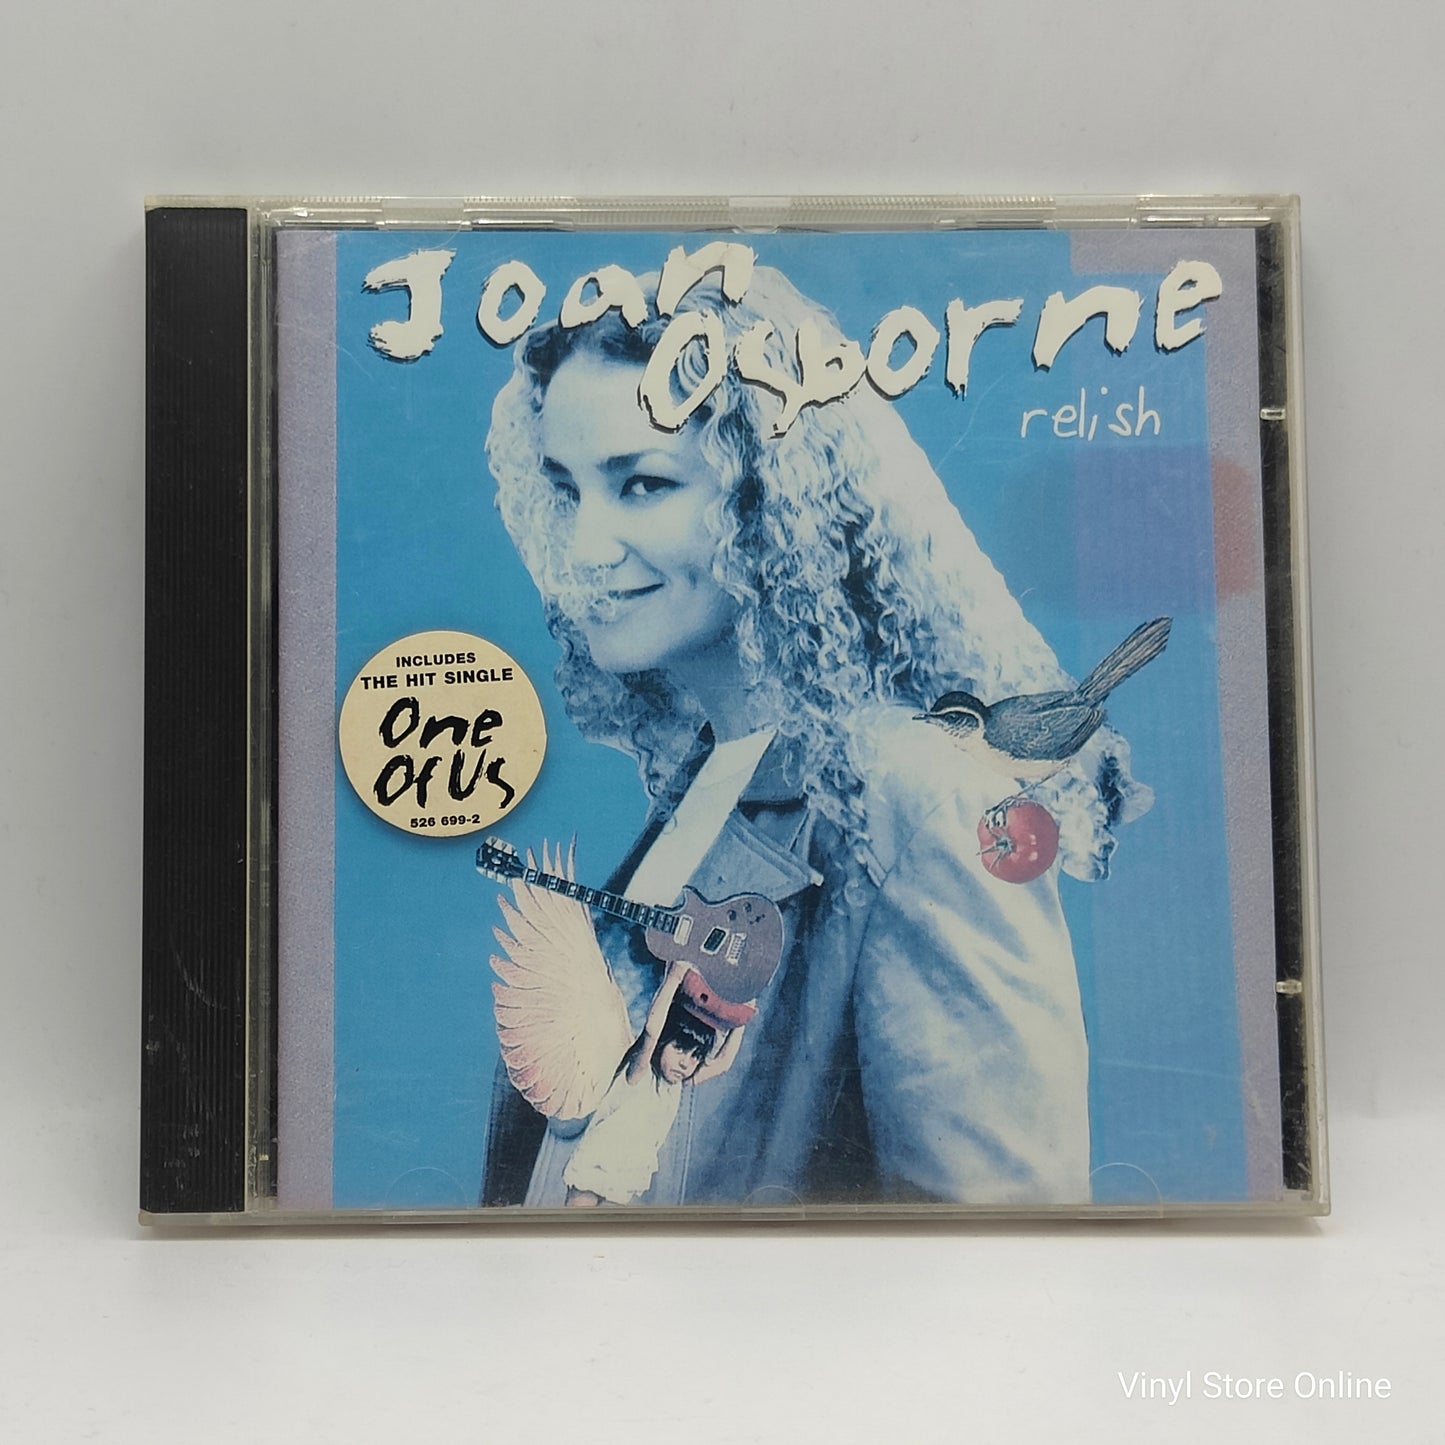 Joan
Osborne
relish
INCLUDES
THE HIT SINGLE
One
Of Us
526 699-2
Vinyl Store Online